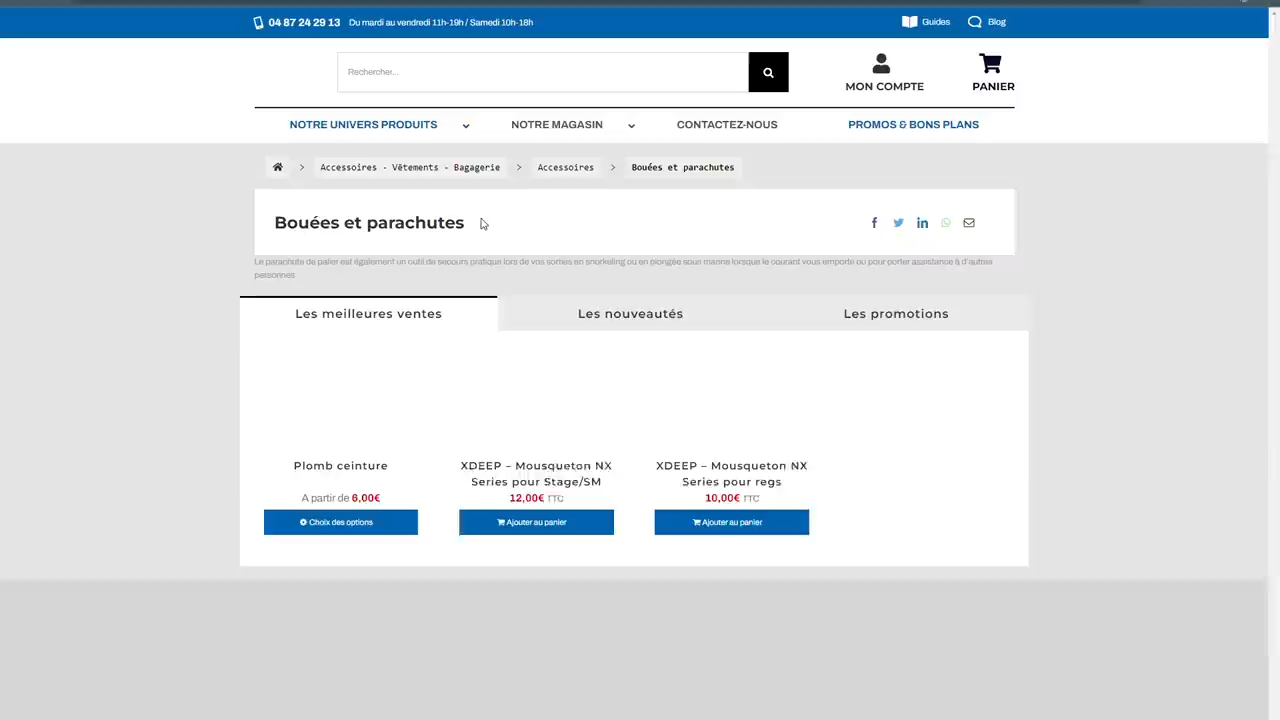 04 87 24 29 13 Du mardi au vendredi 11h-19h / Samedi 10h-18h Guides Blog
Rechercher...
MON COMPTE PANIER
NOTRE UNIVERS PRODUITS NOTRE MAGASIN CONTACTEZ-NOUS PROMOS & BONS PLANS
> Accessoires - Vêtements - Bagagerie > Accessoires > Bouées et parachutes
Bouées et parachutes
Le parachute de palier est également un outil de secours pratique lors de vos sorties en snorkeling ou en plongée sous marine lorsque le courant vous emporte ou pour porter assistance à d'autres
personnes
Les meilleures ventes Les nouveautés Les promotions
Plomb ceinture
A partir de 6,00€
Choix des options
XDEEP – Mousqueton NX
Series pour Stage/SM
12,00€ TTC
Ajouter au panier
XDEEP – Mousqueton NX
Series pour regs
10,00€ TTC
Ajouter au panier